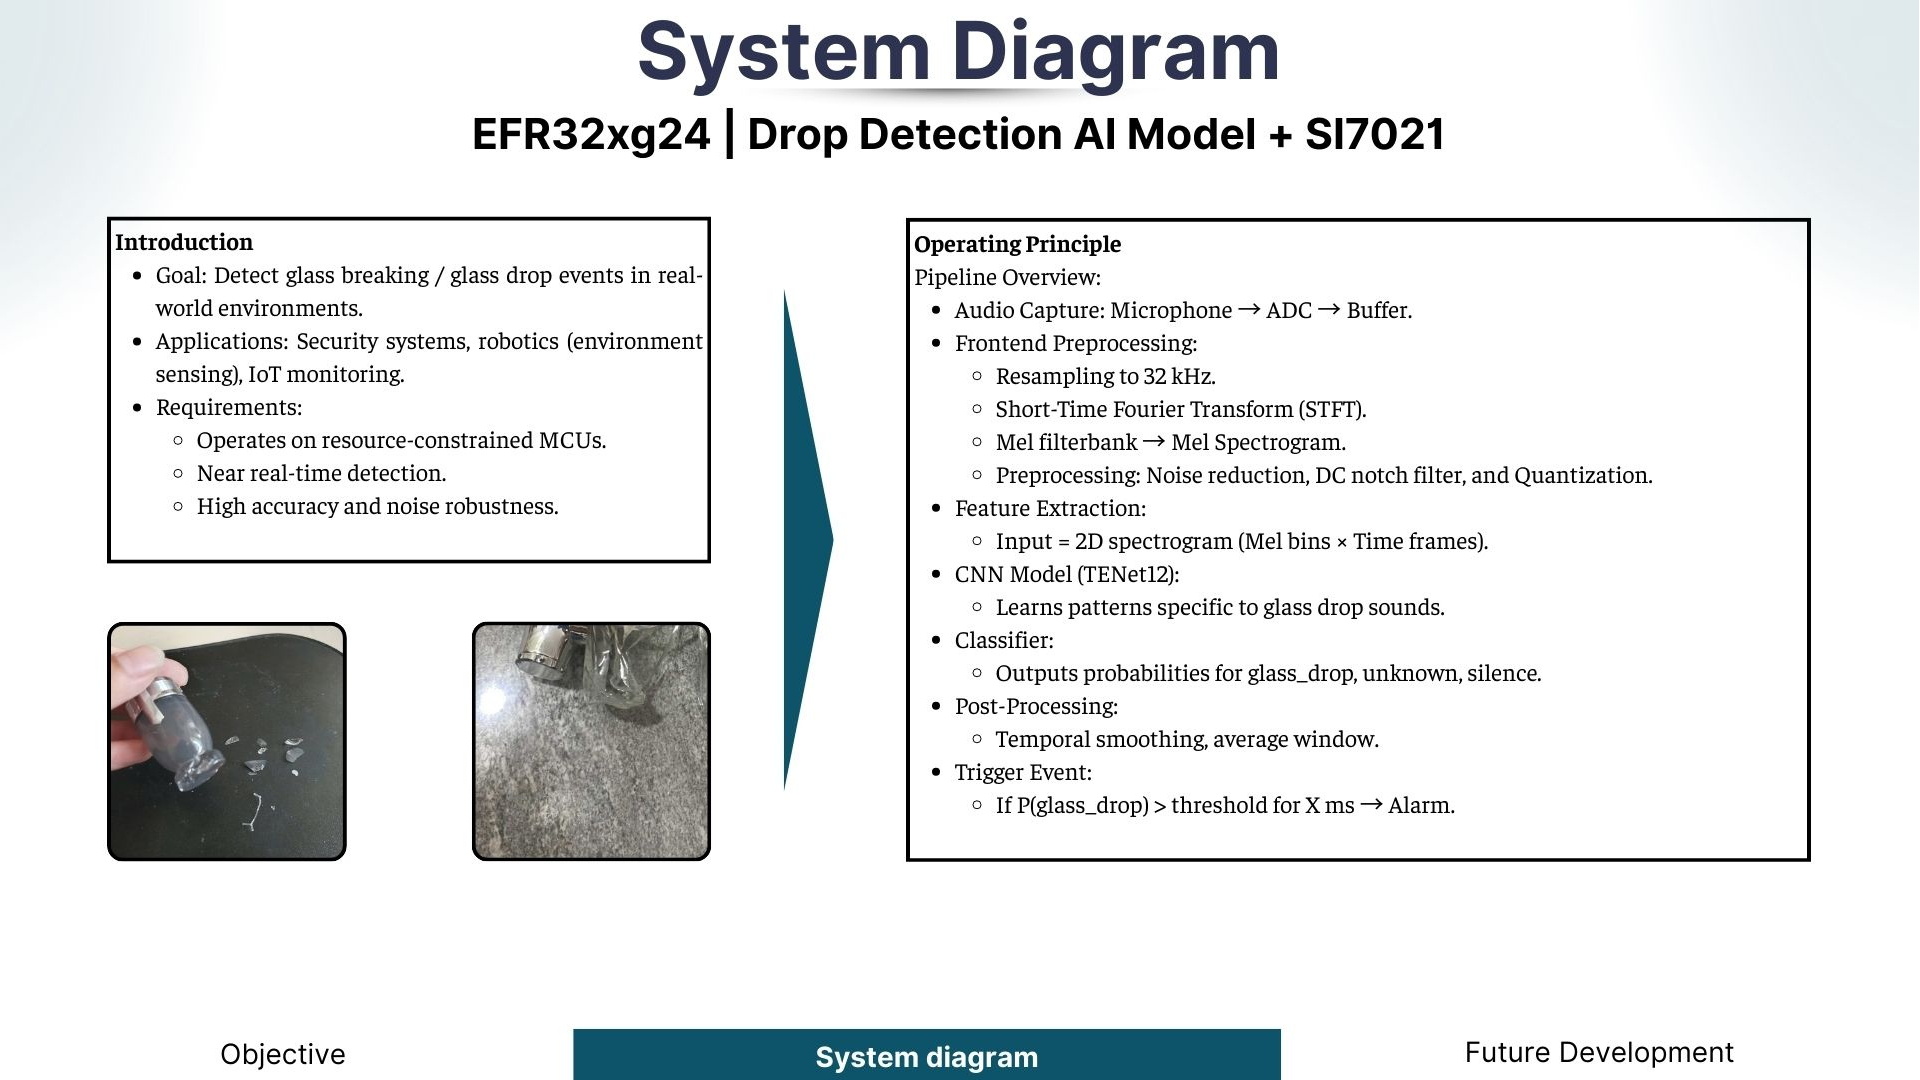 System Diagram
EFR32xg24 | Drop Detection AI Model + SI7021
Introduction
• Goal: Detect glass breaking / glass drop events in real-
world environments.
• Applications: Security systems, robotics (environment
sensing), IoT monitoring.
• Requirements:
○ Operates on resource-constrained MCUs.
○ Near real-time detection.
○ High accuracy and noise robustness.
Operating Principle
Pipeline Overview:
• Audio Capture: Microphone → ADC → Buffer.
• Frontend Preprocessing:
○ Resampling to 32 kHz.
○ Short-Time Fourier Transform (STFT).
○ Mel filterbank → Mel Spectrogram.
○ Preprocessing: Noise reduction, DC notch filter, and Quantization.
• Feature Extraction:
○ Input = 2D spectrogram (Mel bins × Time frames).
• CNN Model (TENet12):
○ Learns patterns specific to glass drop sounds.
• Classifier:
○ Outputs probabilities for glass_drop, unknown, silence.
• Post-Processing:
○ Temporal smoothing, average window.
• Trigger Event:
○ If P(glass_drop) > threshold for X ms → Alarm.
Objective
System diagram
Future Development